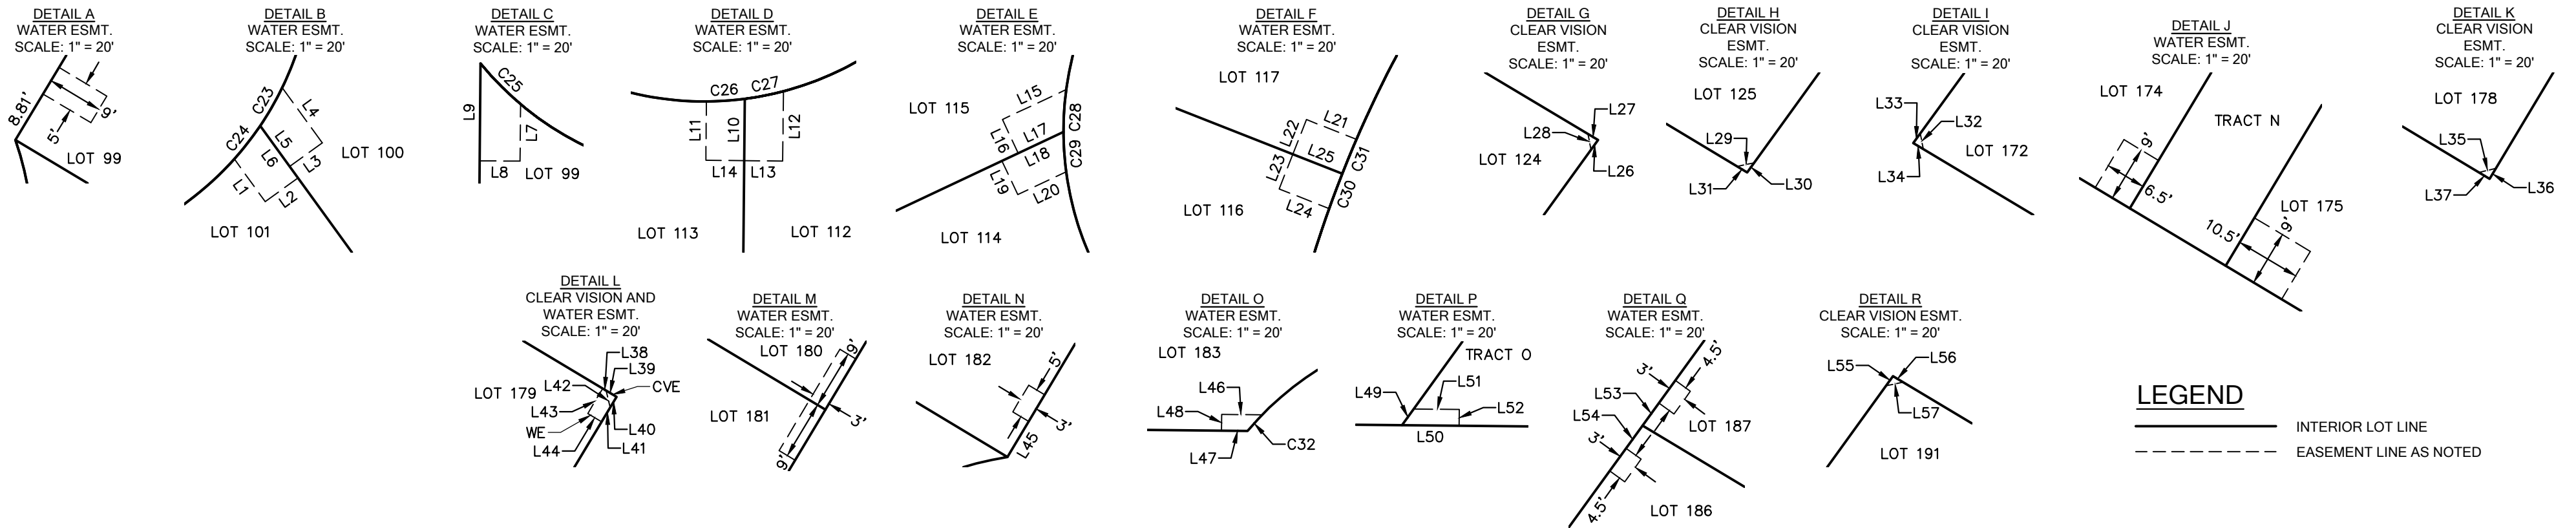 DETAIL A
WATER ESMT.
SCALE: 1" = 20'
8.81'
9'
5'
LOT 99
DETAIL B
WATER ESMT.
SCALE: 1" = 20'
C23
L4
C24
L5
L6
L3
L1
L2
LOT 100
LOT 101
DETAIL C
WATER ESMT.
SCALE: 1" = 20'
C25
L9
L7
L8
LOT 99
DETAIL D
WATER ESMT.
SCALE: 1" = 20'
C26
C27
L11
L10
L12
L14
L13
LOT 113
LOT 112
DETAIL E
WATER ESMT.
SCALE: 1" = 20'
LOT 115
L15
C28
L16
L17
L18
C29
L19
L20
LOT 114
DETAIL F
WATER ESMT.
SCALE: 1" = 20'
LOT 117
L21
L22
L25
C31
L23
C30
L24
LOT 116
DETAIL G
CLEAR VISION
ESMT.
SCALE: 1" = 20'
L27
L28
LOT 124
L26
DETAIL H
CLEAR VISION
ESMT.
SCALE: 1" = 20'
LOT 125
L29
L31
L30
DETAIL I
CLEAR VISION
ESMT.
SCALE: 1" = 20'
L33
L32
LOT 172
L34
DETAIL J
WATER ESMT.
SCALE: 1" = 20'
LOT 174
TRACT N
9'
6.5'
LOT 175
10.5'
9'
DETAIL K
CLEAR VISION
ESMT.
SCALE: 1" = 20'
LOT 178
L35
L37
L36
DETAIL L
CLEAR VISION AND
WATER ESMT.
SCALE: 1" = 20'
L38
L39
L42
CVE
LOT 179
L43
WE
L40
L44
L41
DETAIL M
WATER ESMT.
SCALE: 1" = 20'
LOT 180
9'
LOT 181
3'
9'
DETAIL N
WATER ESMT.
SCALE: 1" = 20'
LOT 182
5'
3'
L45
DETAIL O
WATER ESMT.
SCALE: 1" = 20'
LOT 183
L46
L48
L47
C32
DETAIL P
WATER ESMT.
SCALE: 1" = 20'
TRACT O
L49
L51
L52
L50
DETAIL Q
WATER ESMT.
SCALE: 1" = 20'
4.5'
3'
L53
L54
LOT 187
3'
4.5'
LOT 186
DETAIL R
CLEAR VISION ESMT.
SCALE: 1" = 20'
L55
L56
L57
LOT 191
LEGEND
INTERIOR LOT LINE
EASEMENT LINE AS NOTED